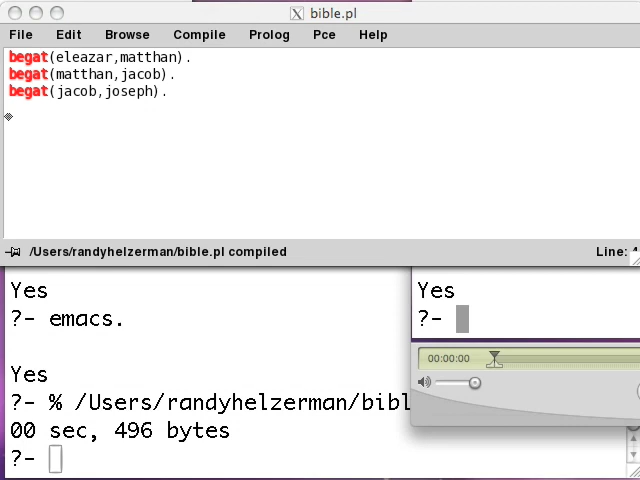 bible.pl
File Edit Browse Compile Prolog Pce Help
begat(eleazar,matthan).
begat(matthan,jacob).
begat(jacob,joseph).
/Users/randyhelzerman/bible.pl compiled Line: 4
Yes
?- emacs.
Yes
?- % /Users/randyhelzerman/bibl
00 sec, 496 bytes
?-
Yes
?-
00:00:00